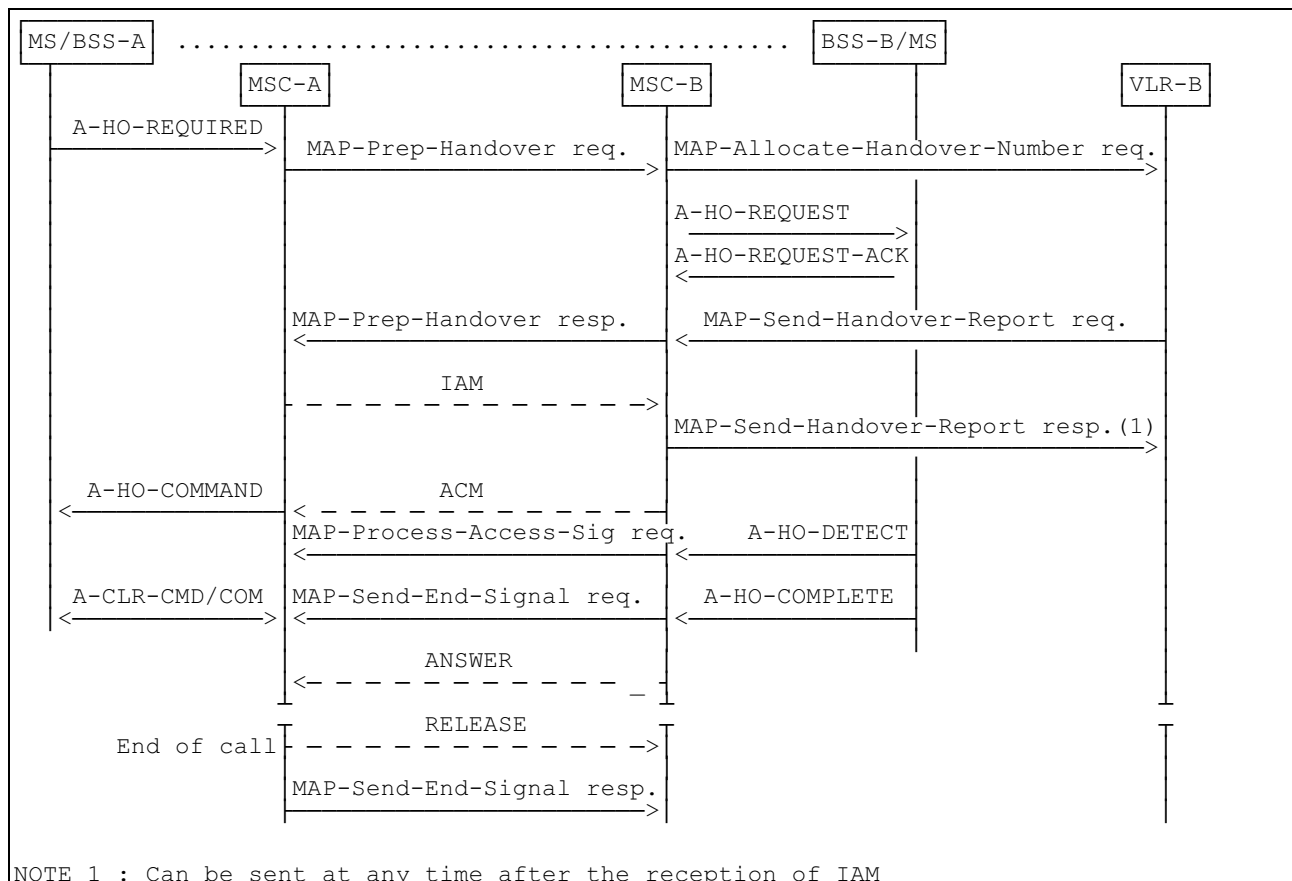 MS/BSS-A BSS-B/MS
MSC-A MSC-B VLR-B
A-HO-REQUIRED
MAP-Prep-Handover req. MAP-Allocate-Handover-Number req.
A-HO-REQUEST
A-HO-REQUEST-ACK
MAP-Prep-Handover resp. MAP-Send-Handover-Report req.
IAM
MAP-Send-Handover-Report resp.(1)
A-HO-COMMAND ACM
MAP-Process-Access-Sig req. A-HO-DETECT
A-CLR-CMD/COM MAP-Send-End-Signal req. A-HO-COMPLETE
ANSWER
RELEASE
End of call
MAP-Send-End-Signal resp.
NOTE 1 : Can be sent at any time after the reception of IAM